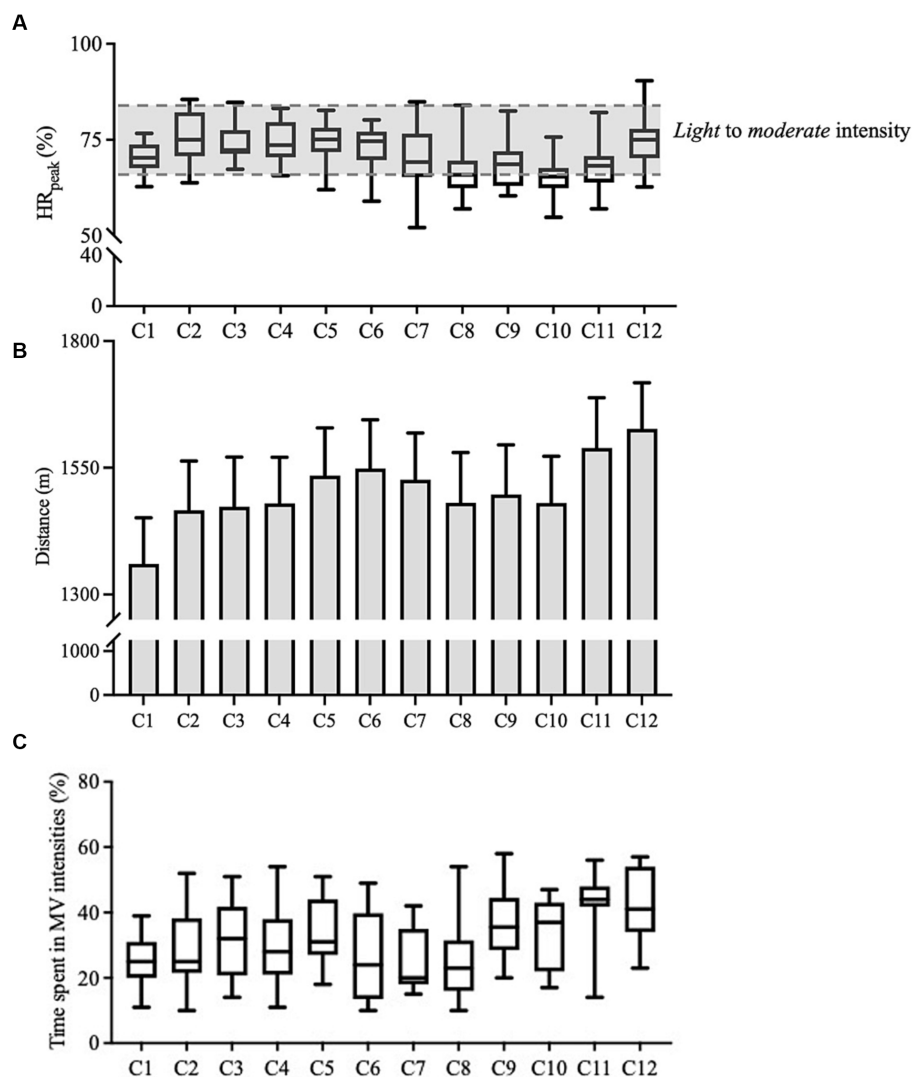 A
100
75
50
40
0
HRpeak (%)
Light to moderate intensity
C1 C2 C3 C4 C5 C6 C7 C8 C9 C10 C11 C12
B
1800
1550
1300
1000
0
Distance (m)
C1 C2 C3 C4 C5 C6 C7 C8 C9 C10 C11 C12
C
80
60
40
20
0
Time spent in MV intensities (%)
C1 C2 C3 C4 C5 C6 C7 C8 C9 C10 C11 C12